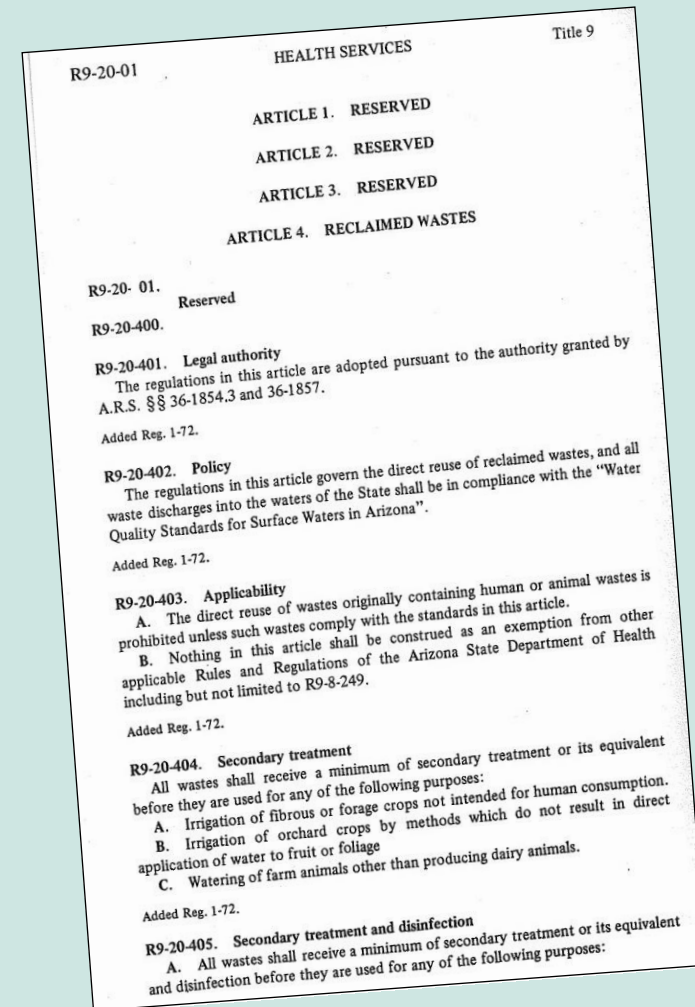 R9-20-01 HEALTH SERVICES Title 9
ARTICLE 1. RESERVED
ARTICLE 2. RESERVED
ARTICLE 3. RESERVED
ARTICLE 4. RECLAIMED WASTES
R9-20- 01.
Reserved
R9-20-400.
R9-20-401. Legal authority
The regulations in this article are adopted pursuant to the authority granted by
A.R.S. §§ 36-1854.3 and 36-1857.
Added Reg. 1-72.
R9-20-402. Policy
The regulations in this article govern the direct reuse of reclaimed wastes, and all
waste discharges into the waters of the State shall be in compliance with the “Water
Quality Standards for Surface Waters in Arizona”.
Added Reg. 1-72.
R9-20-403. Applicability
A. The direct reuse of wastes originally containing human or animal wastes is
prohibited unless such wastes comply with the standards in this article.
B. Nothing in this article shall be construed as an exemption from other
applicable Rules and Regulations of the Arizona State Department of Health
including but not limited to R9-8-249.
Added Reg. 1-72.
R9-20-404. Secondary treatment
All wastes shall receive a minimum of secondary treatment or its equivalent
before they are used for any of the following purposes:
A. Irrigation of fibrous or forage crops not intended for human consumption.
B. Irrigation of orchard crops by methods which do not result in direct
application of water to fruit or foliage
C. Watering of farm animals other than producing dairy animals.
Added Reg. 1-72.
R9-20-405. Secondary treatment and disinfection
A. All wastes shall receive a minimum of secondary treatment or its equivalent
and disinfection before they are used for any of the following purposes: